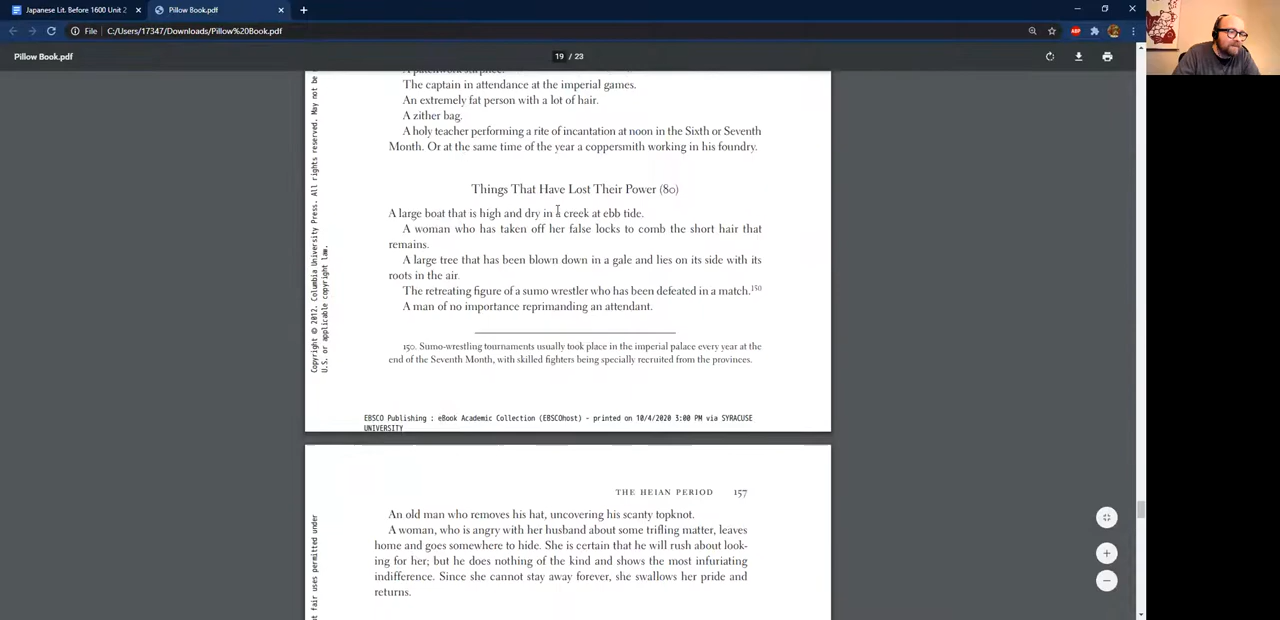 Japanese Lit. Before 1600 Unit 2
Pillow Book.pdf
File
C:/Users/17347/Downloads/Pillow%20Book.pdf
ABP
Pillow Book.pdf
19 / 23
The captain in attendance at the imperial games.
An extremely fat person with a lot of hair.
A zither bag.
A holy teacher performing a rite of incantation at noon in the Sixth or Seventh
Month. Or at the same time of the year a coppersmith working in his foundry.
Things That Have Lost Their Power (80)
A large boat that is high and dry in a creek at ebb tide.
A woman who has taken off her false locks to comb the short hair that
remains.
A large tree that has been blown down in a gale and lies on its side with its
roots in the air.
The retreating figure of a sumo wrestler who has been defeated in a match.150
A man of no importance reprimanding an attendant.
150. Sumo-wrestling tournaments usually took place in the imperial palace every year at the
end of the Seventh Month, with skilled fighters being specially recruited from the provinces.
Copyright © 2012. Columbia University Press. All rights reserved. May not be
U.S. or applicable copyright law.
EBSCO Publishing : eBook Academic Collection (EBSCOhost) - printed on 10/4/2020 3:00 PM via SYRACUSE
UNIVERSITY
THE HEIAN PERIOD 157
An old man who removes his hat, uncovering his scanty topknot.
A woman, who is angry with her husband about some trifling matter, leaves
home and goes somewhere to hide. She is certain that he will rush about look-
ing for her; but he does nothing of the kind and shows the most infuriating
indifference. Since she cannot stay away forever, she swallows her pride and
returns.
fair uses permitted under